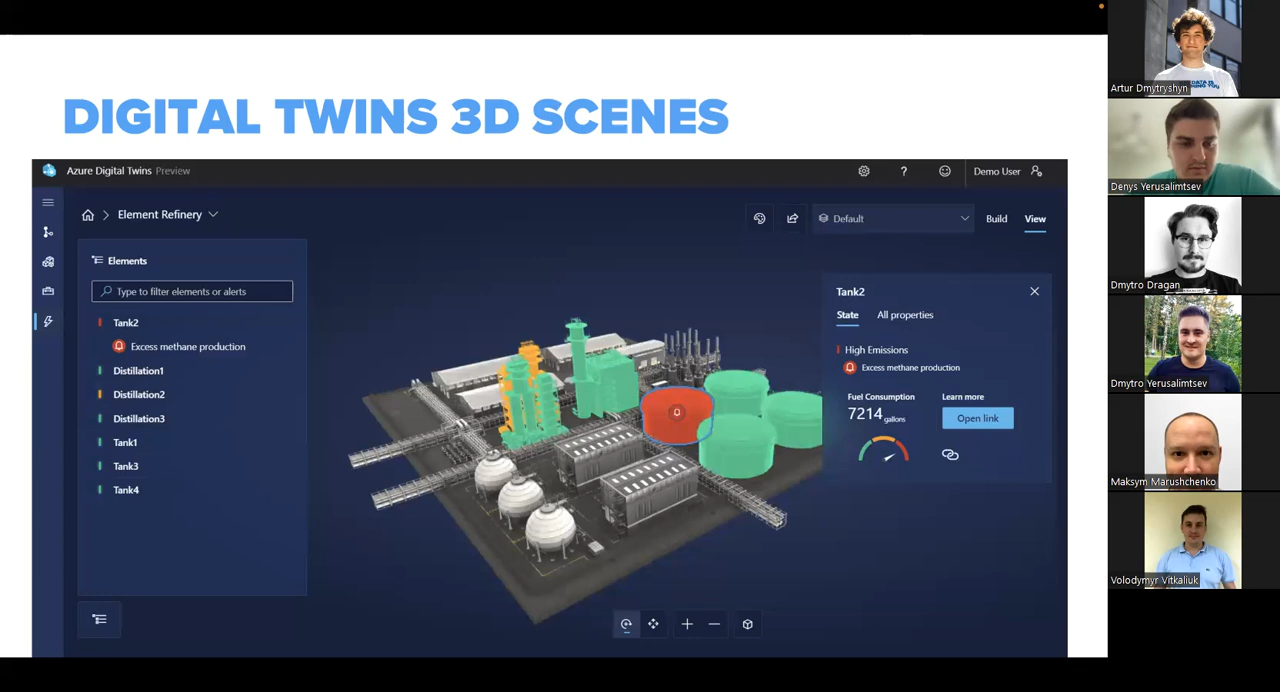 DIGITAL TWINS 3D SCENES
Azure Digital Twins Preview
? Demo User
Element Refinery
Default
Build View
Elements
Type to filter elements or alerts
Tank2
Excess methane production
Distillation1
Distillation2
Distillation3
Tank1
Tank3
Tank4
Tank2
State All properties
High Emissions
Excess methane production
Fuel Consumption Learn more
7214 gallons Open link
Artur Dmytryshyn
Denys Yerusalimtsev
Dmytro Dragan
Dmytro Yerusalimtsev
Maksym Marushchenko
Volodymyr Vitkaliuk